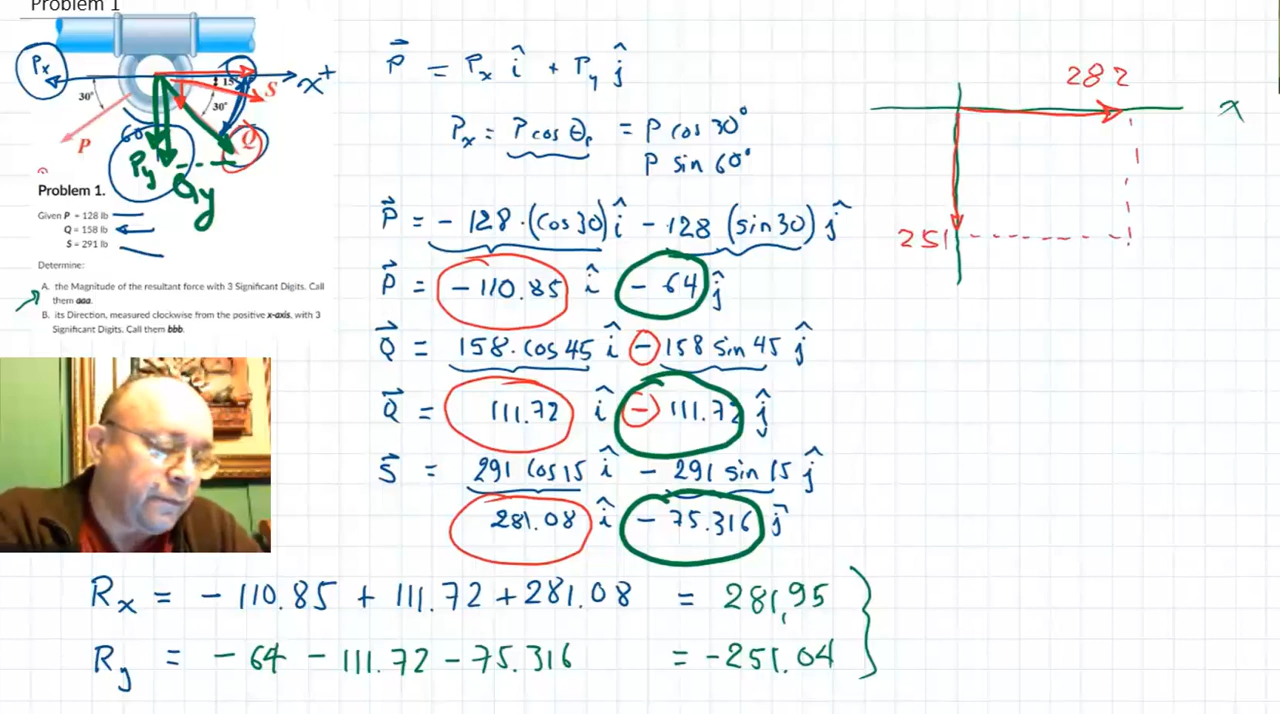 Problem 1
Px
x+
15
30°
30°
S
60
P
Q
Py
Qy
Problem 1.
Given P = 128 lb
Q = 158 lb
S = 291 lb
Determine:
A. the Magnitude of the resultant force with 3 Significant Digits. Call
them aaa.
B. its Direction, measured clockwise from the positive x-axis, with 3
Significant Digits. Call them bbb.
P⃗ = Px î + Py ĵ
Px = P cos θP = P cos 30°
P sin 60°
P⃗ = - 128 · (cos 30) î - 128 (sin 30) ĵ
P⃗ = - 110.85 î - 64 ĵ
Q⃗ = 158 · cos 45 î - 158 sin 45 ĵ
Q⃗ = 111.72 î - 111.72 ĵ
S⃗ = 291 cos 15 î - 291 sin 15 ĵ
281.08 î - 75.316 ĵ
Rx = - 110.85 + 111.72 + 281.08 = 281,95
Ry = - 64 - 111.72 - 75.316 = -251.04
282
x
251